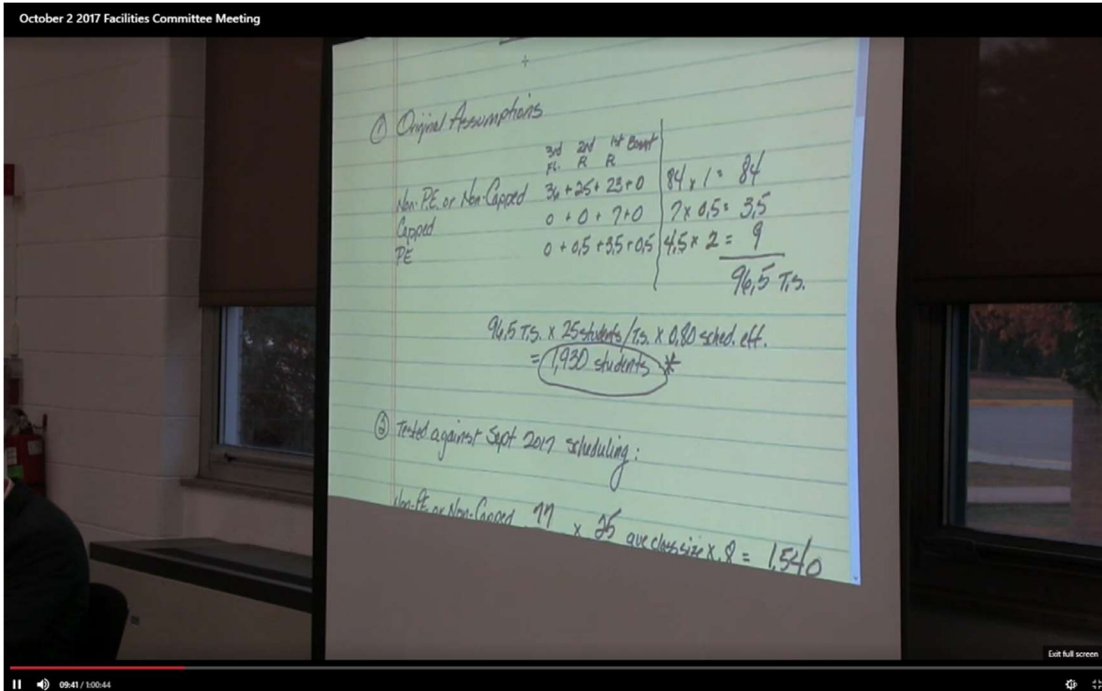 October 2 2017 Facilities Committee Meeting
① Original Assumptions
3rd Fl. 2nd Fl 1st Fl Bsmt
Non-P.E. or Non-Capped 36 + 25 + 23 + 0 84 x 1 = 84
Capped 0 + 0 + 7 + 0 7 x 0,5 = 3,5
PE 0 + 0,5 + 3,5 + 0,5 4,5 x 2 = 9
96,5 T.S.
96,5 T.S. x 25 students/T.S. x 0,80 sched. eff.
= 1,930 students *
② Tested against Sept 2017 scheduling:
Non-P.E. or Non-Capped 77 x 25 ave class size x .8 = 1,540
Exit full screen
09:41 / 1:00:44